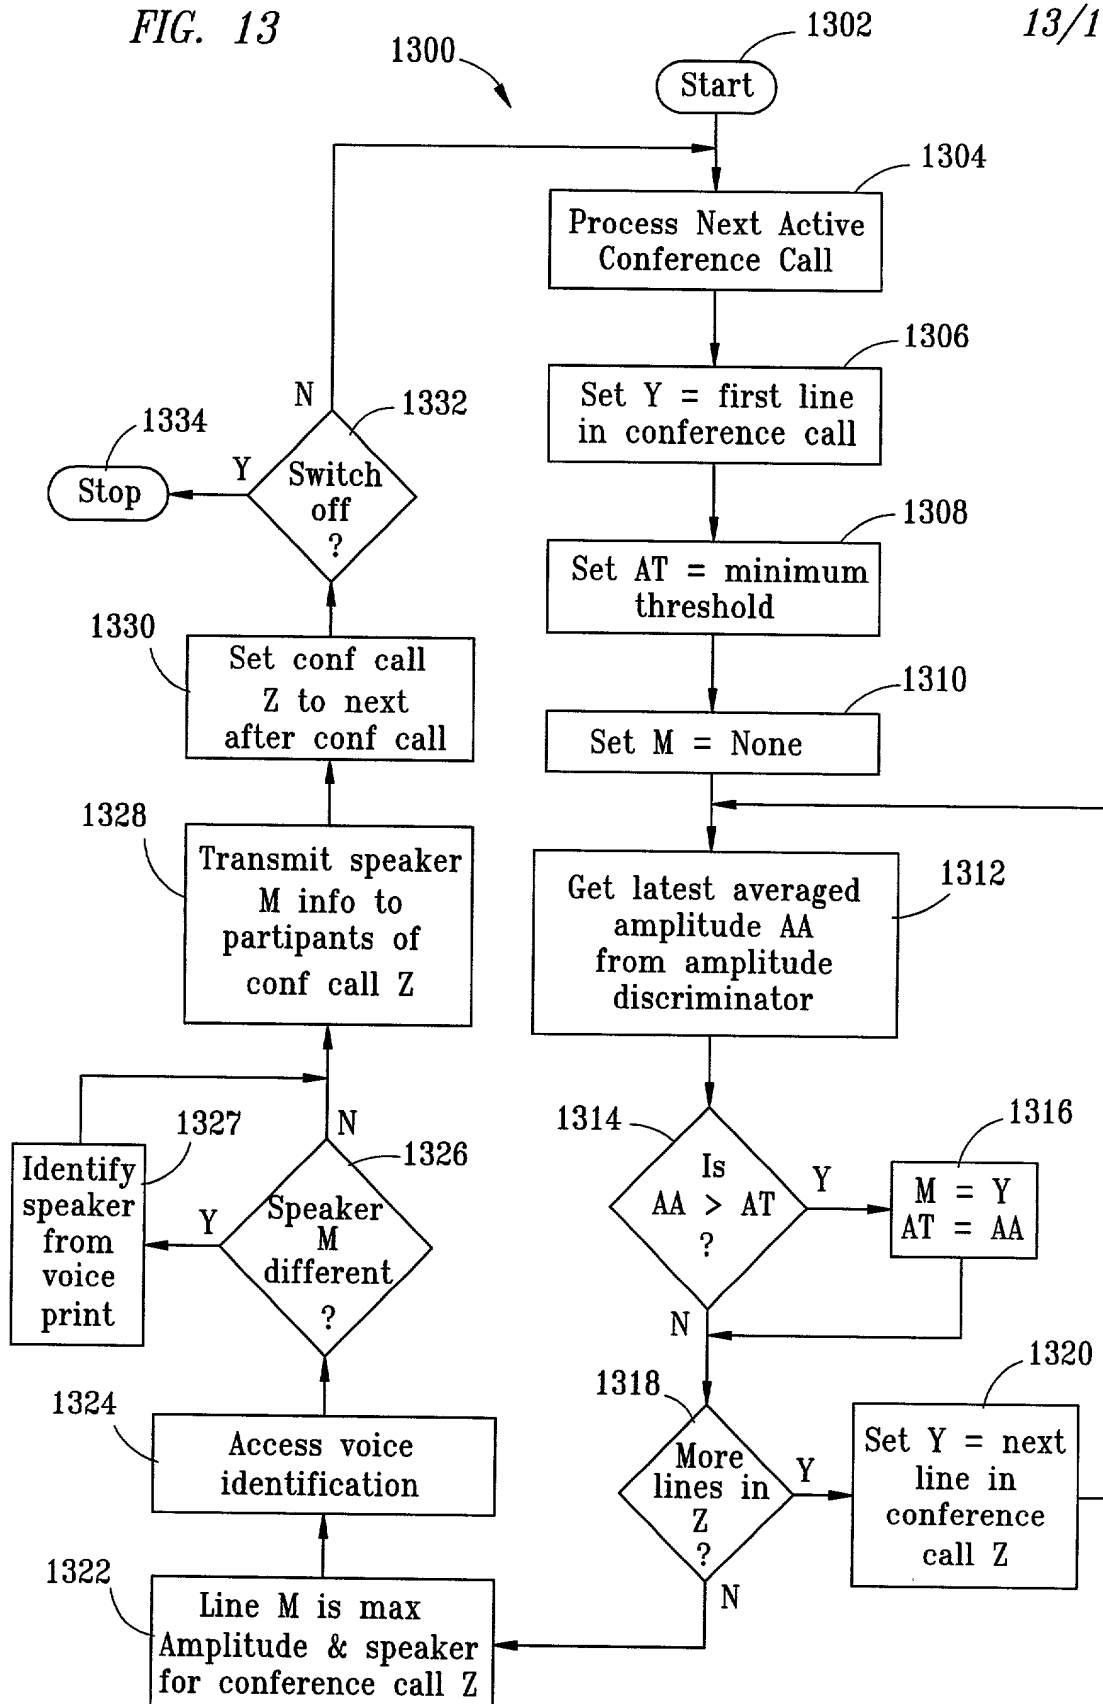 FIG. 13
13/1
1300
1302
Start
1304
Process Next Active
Conference Call
1306
Set Y = first line
in conference call
1308
Set AT = minimum
threshold
1310
Set M = None
1312
Get latest averaged
amplitude AA
from amplitude
discriminator
1314
Is
AA > AT
?
Y
N
1316
M = Y
AT = AA
1318
More
lines in
Z
?
Y
N
1320
Set Y = next
line in
conference
call Z
1322
Line M is max
Amplitude & speaker
for conference call Z
1324
Access voice
identification
1326
Speaker
M
different
?
Y
N
1327
Identify
speaker
from
voice
print
1328
Transmit speaker
M info to
partipants of
conf call Z
1330
Set conf call
Z to next
after conf call
1332
Switch
off
?
N
Y
1334
Stop